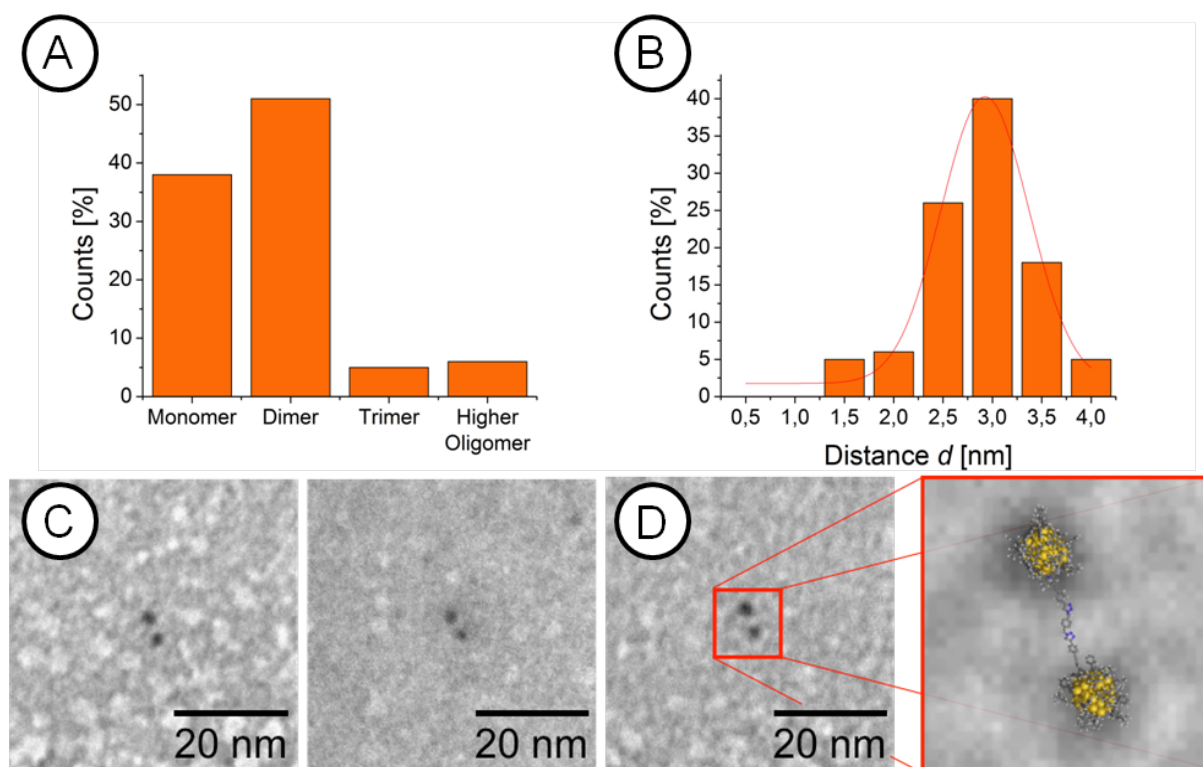 A
Counts [%]
50
40
30
20
10
0
Monomer Dimer Trimer Higher
Oligomer
B
Counts [%]
40
35
30
25
20
15
10
5
0
0,5 1,0 1,5 2,0 2,5 3,0 3,5 4,0
Distance d [nm]
C
20 nm
20 nm
D
20 nm